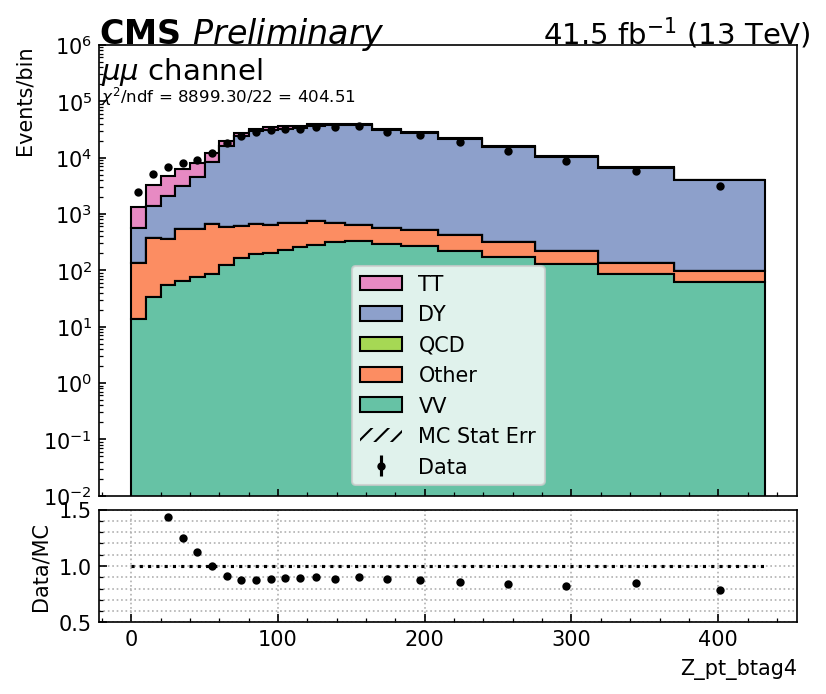 CMS Preliminary 41.5 fb⁻¹ (13 TeV)
μμ channel
χ²/ndf = 8899.30/22 = 404.51
Events/bin
10⁶
10⁵
10⁴
10³
10²
10¹
10⁰
10⁻¹
10⁻²
TT
DY
QCD
Other
VV
MC Stat Err
Data
Data/MC
1.5
1.0
0.5
0 100 200 300 400
Z_pt_btag4